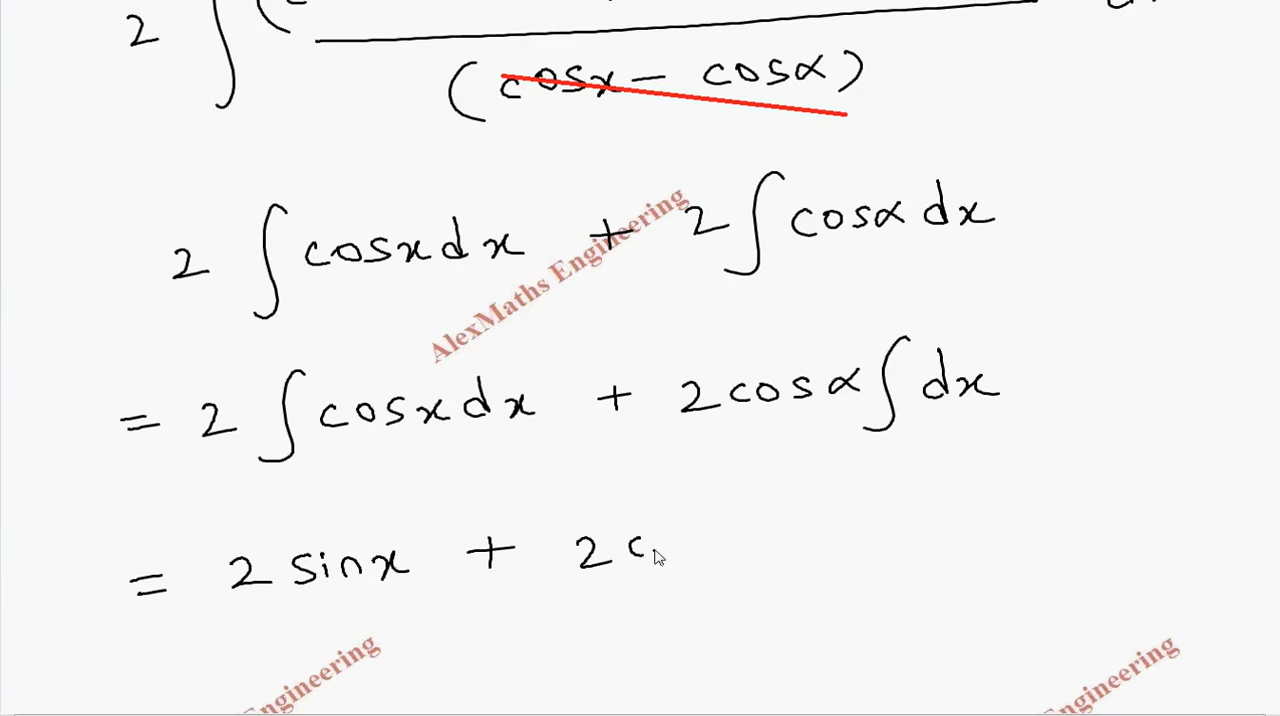 2 ∫
(cosx − cosα)
2 ∫ cosx dx + 2 ∫ cosα dx
AlexMaths Engineering
= 2 ∫ cosx dx + 2cosα ∫ dx
= 2 sinx + 2 c
Engineering
Engineering